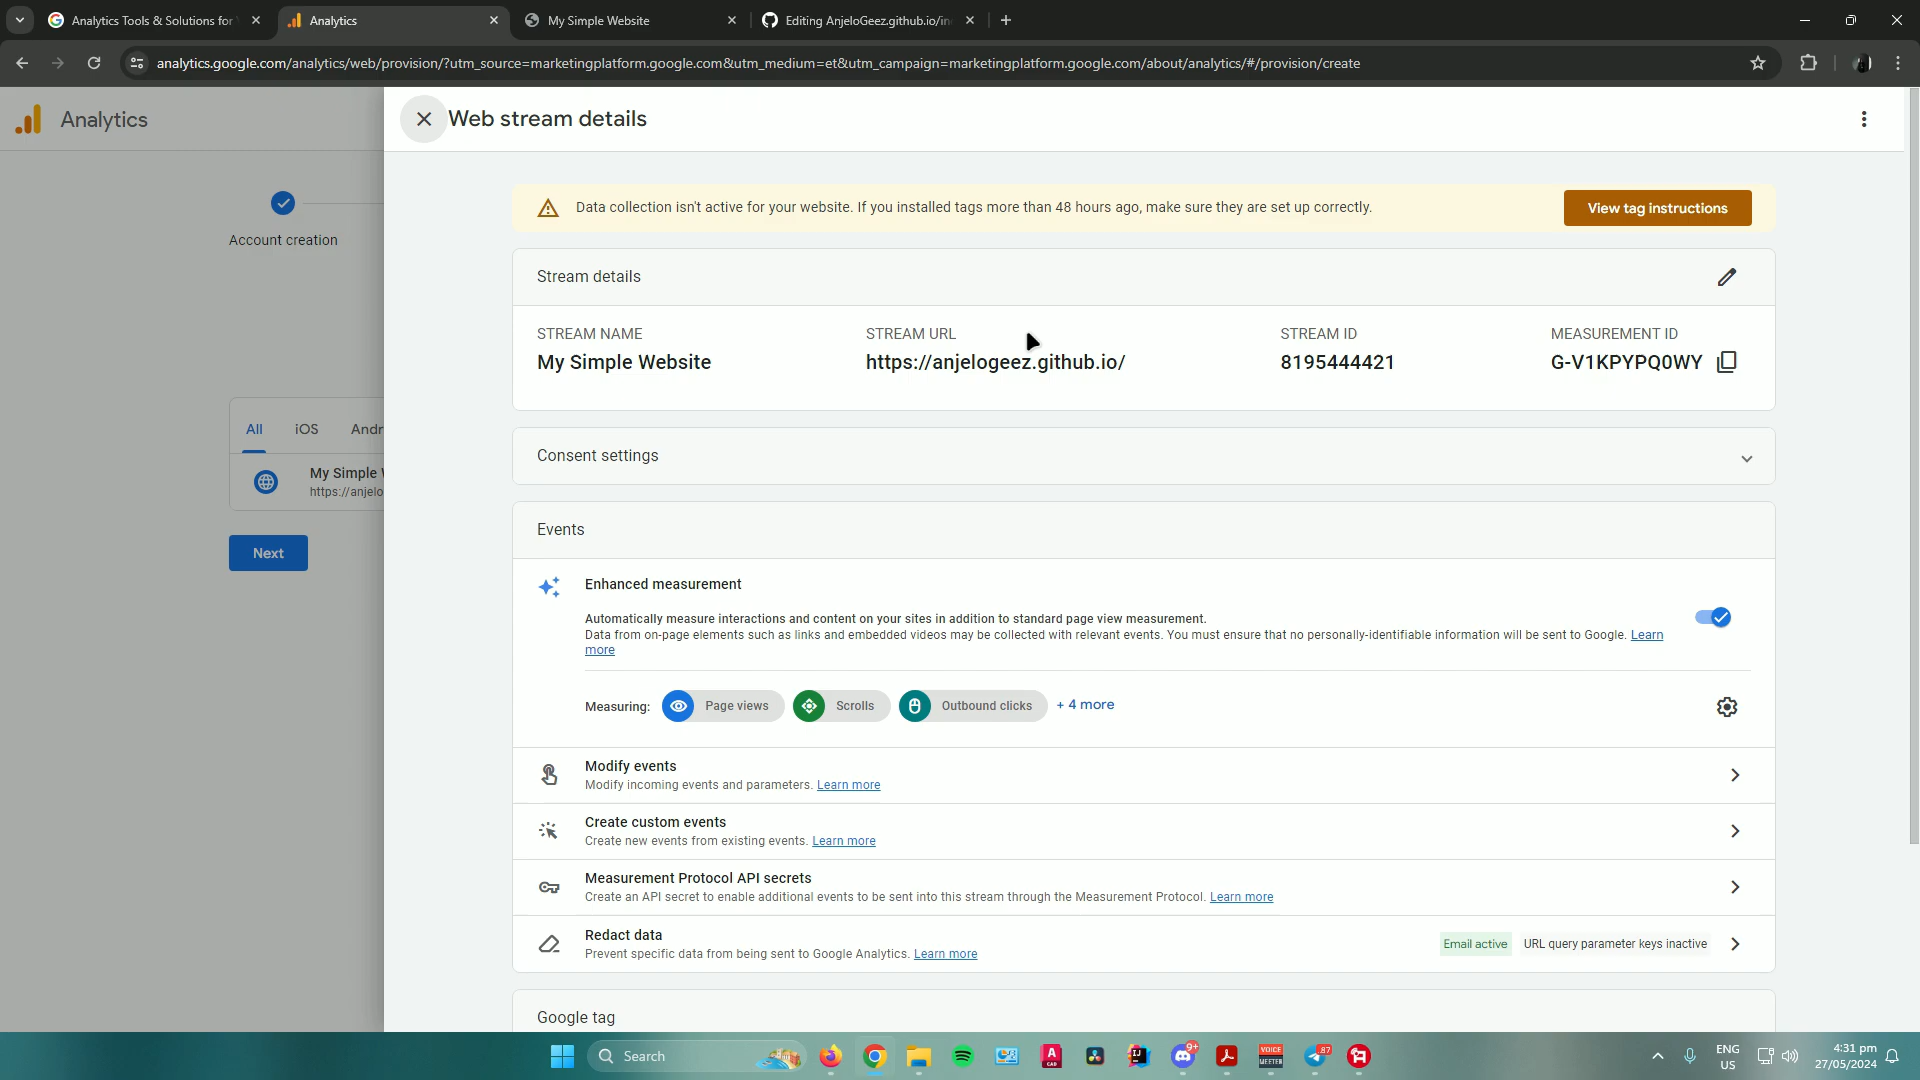 Analytics Tools & Solutions for
Analytics
My Simple Website
Editing AnjeloGeez.github.io/in
analytics.google.com/analytics/web/provision/?utm_source=marketingplatform.google.com&utm_medium=et&utm_campaign=marketingplatform.google.com/about/analytics/#/provision/create
Analytics
Account creation
All iOS Andr
My Simple
https://anjelo
Next
Web stream details
Data collection isn't active for your website. If you installed tags more than 48 hours ago, make sure they are set up correctly.
View tag instructions
Stream details
STREAM NAME
My Simple Website
STREAM URL
https://anjelogeez.github.io/
STREAM ID
8195444421
MEASUREMENT ID
G-V1KPYPQ0WY
Consent settings
Events
Enhanced measurement
Automatically measure interactions and content on your sites in addition to standard page view measurement.
Data from on-page elements such as links and embedded videos may be collected with relevant events. You must ensure that no personally-identifiable information will be sent to Google. Learn
more
Measuring: Page views Scrolls Outbound clicks + 4 more
Modify events
Modify incoming events and parameters. Learn more
Create custom events
Create new events from existing events. Learn more
Measurement Protocol API secrets
Create an API secret to enable additional events to be sent into this stream through the Measurement Protocol. Learn more
Redact data
Prevent specific data from being sent to Google Analytics. Learn more
Email active URL query parameter keys inactive
Google tag
Search
A
CAD
IJ
9+
VOICE
MEETER
87
ENG
US
4:31 pm
27/05/2024